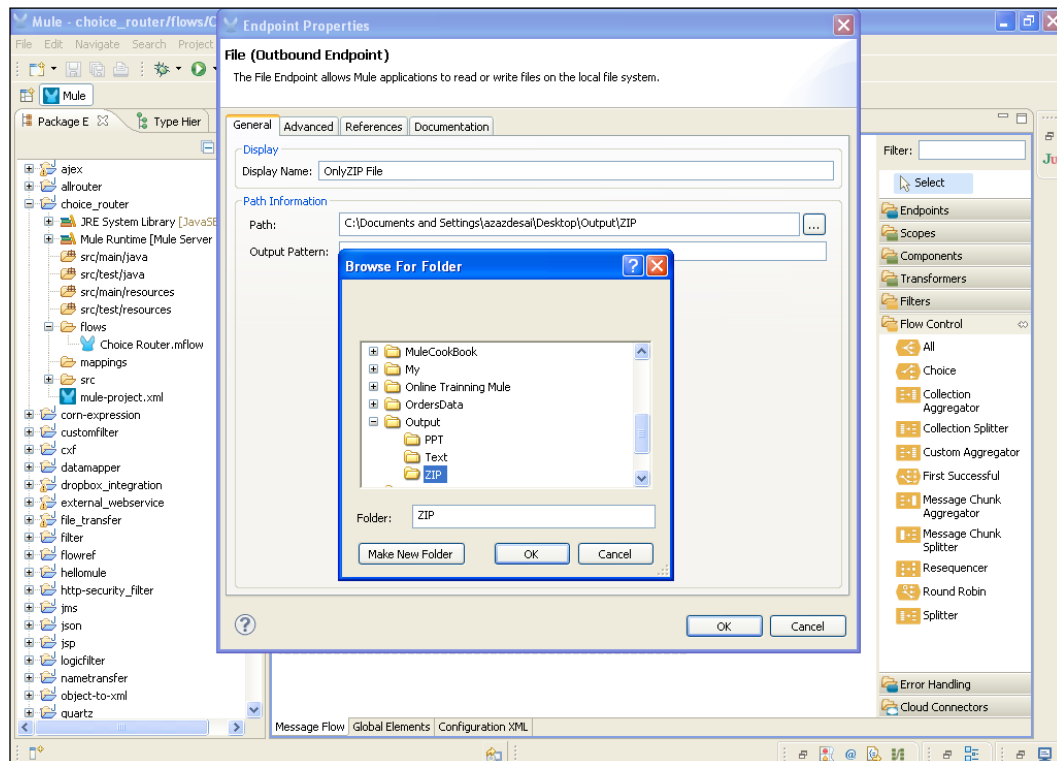 Mule - choice_router/flows/C
File Edit Navigate Search Project
Mule
Package E
Type Hier
ajex
allrouter
choice_router
JRE System Library [JavaSE
Mule Runtime [Mule Server
src/main/java
src/test/java
src/main/resources
src/test/resources
flows
Choice Router.mflow
mappings
src
mule-project.xml
corn-expression
customfilter
cxf
datamapper
dropbox_integration
external_webservice
file_transfer
filter
flowref
hellomule
http-security_filter
jms
json
jsp
logicfilter
nametransfer
object-to-xml
quartz
Endpoint Properties
File (Outbound Endpoint)
The File Endpoint allows Mule applications to read or write files on the local file system.
General Advanced References Documentation
Display
Display Name: OnlyZIP File
Path Information
Path: C:\Documents and Settings\azazdesai\Desktop\Output\ZIP ...
Output Pattern:
Browse For Folder
MuleCookBook
My
Online Trainning Mule
OrdersData
Output
PPT
Text
ZIP
Folder: ZIP
Make New Folder OK Cancel
OK Cancel
Message Flow Global Elements Configuration XML
Filter:
Select
Endpoints
Scopes
Components
Transformers
Filters
Flow Control
All
Choice
Collection
Aggregator
Collection Splitter
Custom Aggregator
First Successful
Message Chunk
Aggregator
Message Chunk
Splitter
Resequencer
Round Robin
Splitter
Error Handling
Cloud Connectors
Ju